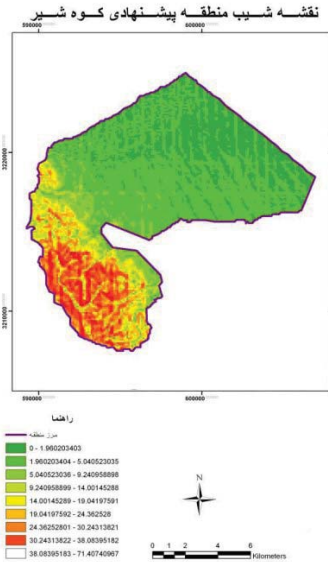 نقشه شیب منطقه پیشنهادی کوه شیر
590000 600000
3220000
3210000
590000 600000
راهنما
مرز منطقه
0 - 1.960203403
1.960203404 - 5.040523035
5.040523036 - 9.240958898
9.240958899 - 14.00145288
14.00145289 - 19.04197591
19.04197592 - 24.362528
24.36252801 - 30.24313821
30.24313822 - 38.08395182
38.08395183 - 71.40740967
N
0 1 2 4 6
Kilometers